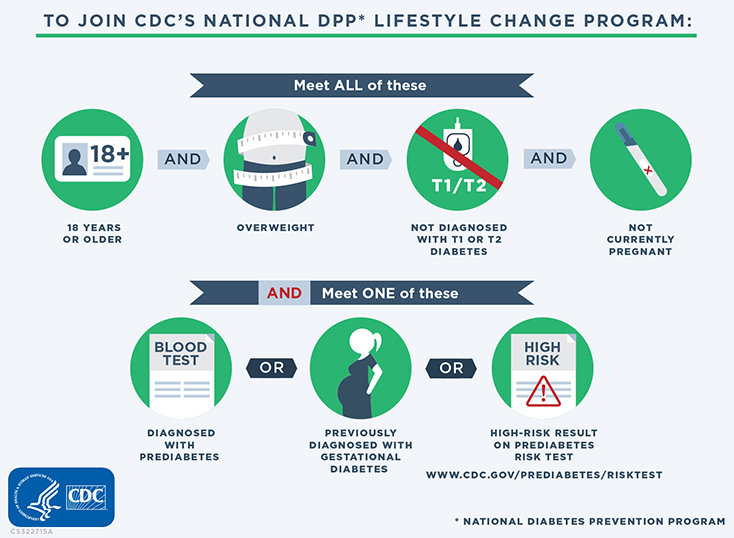 TO JOIN CDC'S NATIONAL DPP* LIFESTYLE CHANGE PROGRAM:
Meet ALL of these
18+
AND
AND
T1/T2
AND
18 YEARS
OR OLDER
OVERWEIGHT
NOT DIAGNOSED
WITH T1 OR T2
DIABETES
NOT
CURRENTLY
PREGNANT
AND Meet ONE of these
BLOOD
TEST
OR
OR
HIGH
RISK
DIAGNOSED
WITH
PREDIABETES
PREVIOUSLY
DIAGNOSED WITH
GESTATIONAL
DIABETES
HIGH-RISK RESULT
ON PREDIABETES
RISK TEST
WWW.CDC.GOV/PREDIABETES/RISKTEST
CDC
CS322715A
* NATIONAL DIABETES PREVENTION PROGRAM